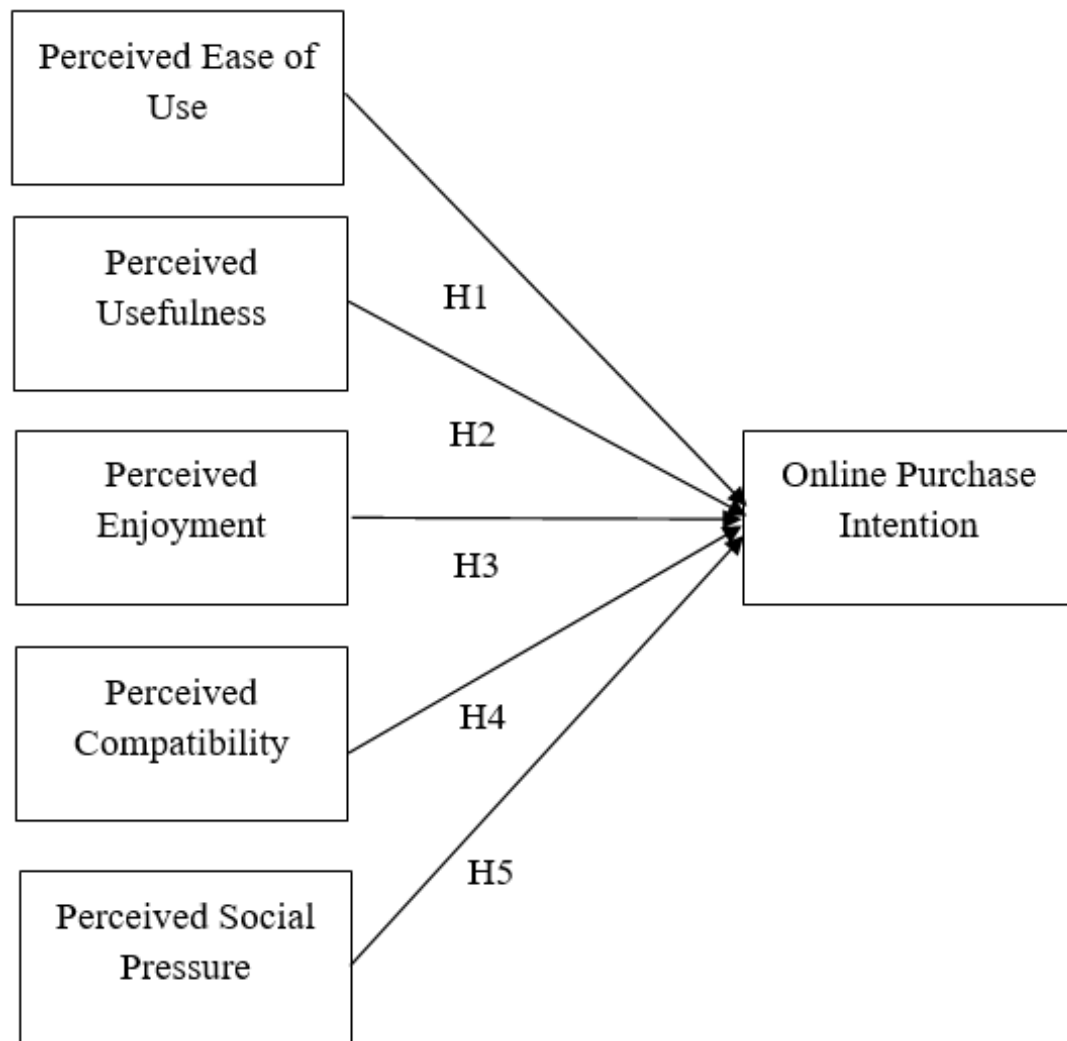 Perceived Ease of
Use
Perceived
Usefulness
H1
H2
Perceived
Enjoyment
H3
Online Purchase
Intention
Perceived
Compatibility
H4
H5
Perceived Social
Pressure